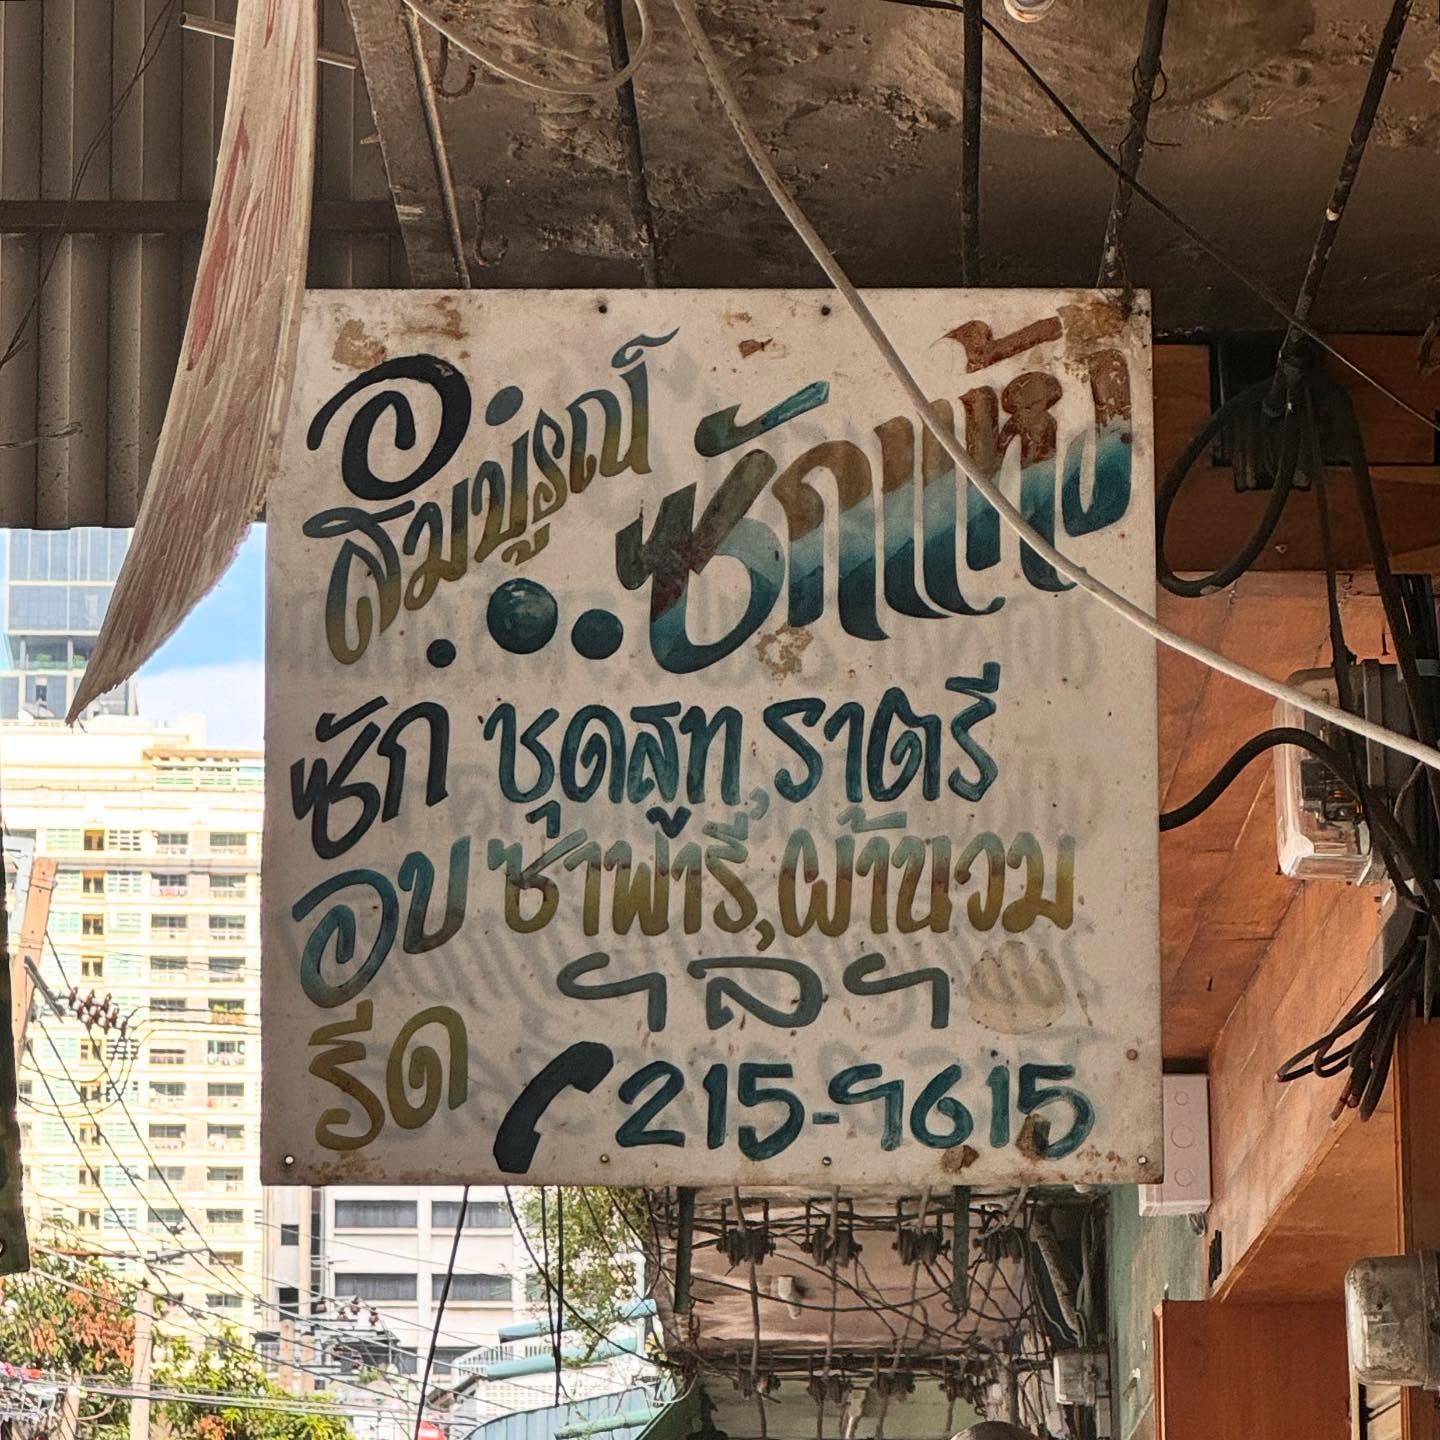 อ.สมบูรณ์...ซักแห้ง
ซัก ชุดสูท, ราตรี
อบ ซาฟารี, ผ้านวม
รีด ฯลฯ
215-9615